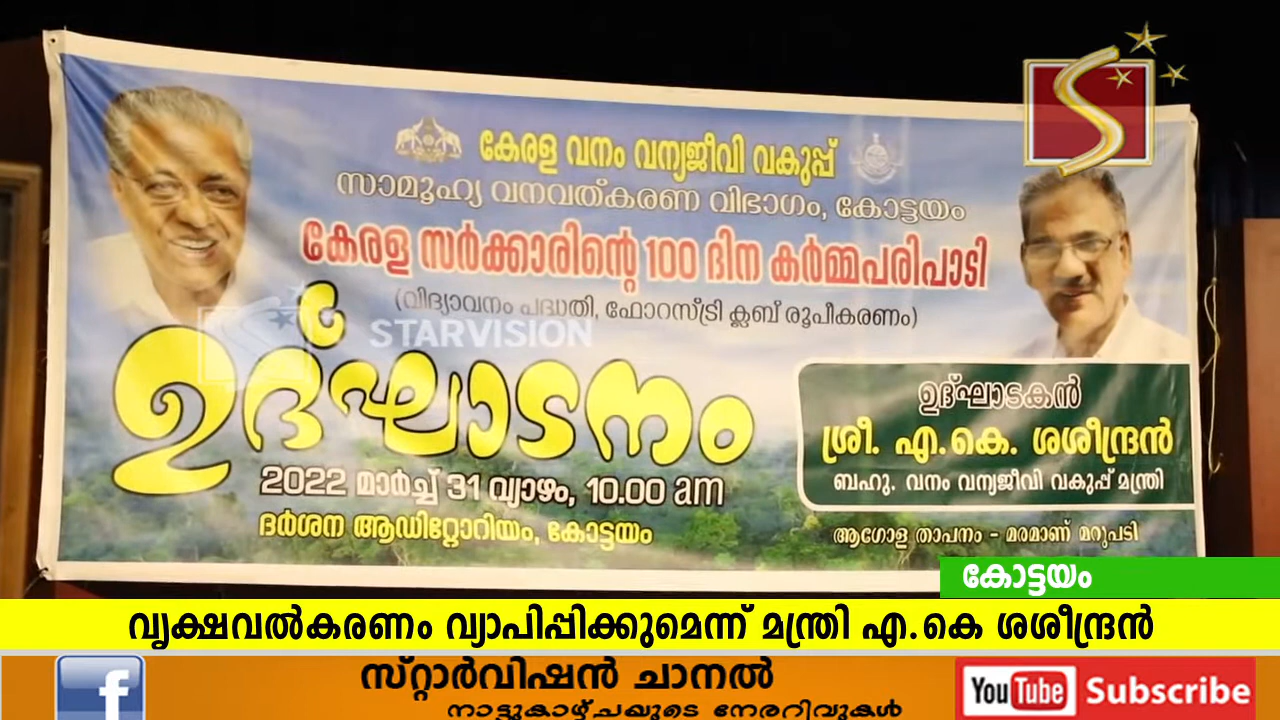 S
കേരള വനം വന്യജീവി വകുപ്പ്
സാമൂഹ്യ വനവത്കരണ വിഭാഗം, കോട്ടയം
കേരള സർക്കാരിന്റെ 100 ദിന കർമ്മപരിപാടി
(വിദ്യാവനം പദ്ധതി, ഫോറസ്ട്രി ക്ലബ് രൂപീകരണം)
STARVISION
ഉദ്ഘാടനം
2022 മാർച്ച് 31 വ്യാഴം, 10.00 am
ദർശന ആഡിറ്റോറിയം, കോട്ടയം
ഉദ്ഘാടകൻ
ശ്രീ. എ.കെ. ശശീന്ദ്രൻ
ബഹു. വനം വന്യജീവി വകുപ്പ് മന്ത്രി
ആഗോള താപനം - മരമാണ് മറുപടി
കോട്ടയം
വൃക്ഷവൽകരണം വ്യാപിപ്പിക്കുമെന്ന് മന്ത്രി എ.കെ ശശീന്ദ്രൻ
f
സ്റ്റാർവിഷൻ ചാനൽ
നാട്ടുകാഴ്ചയുടെ നേരറിവുകൾ
YouTube Subscribe